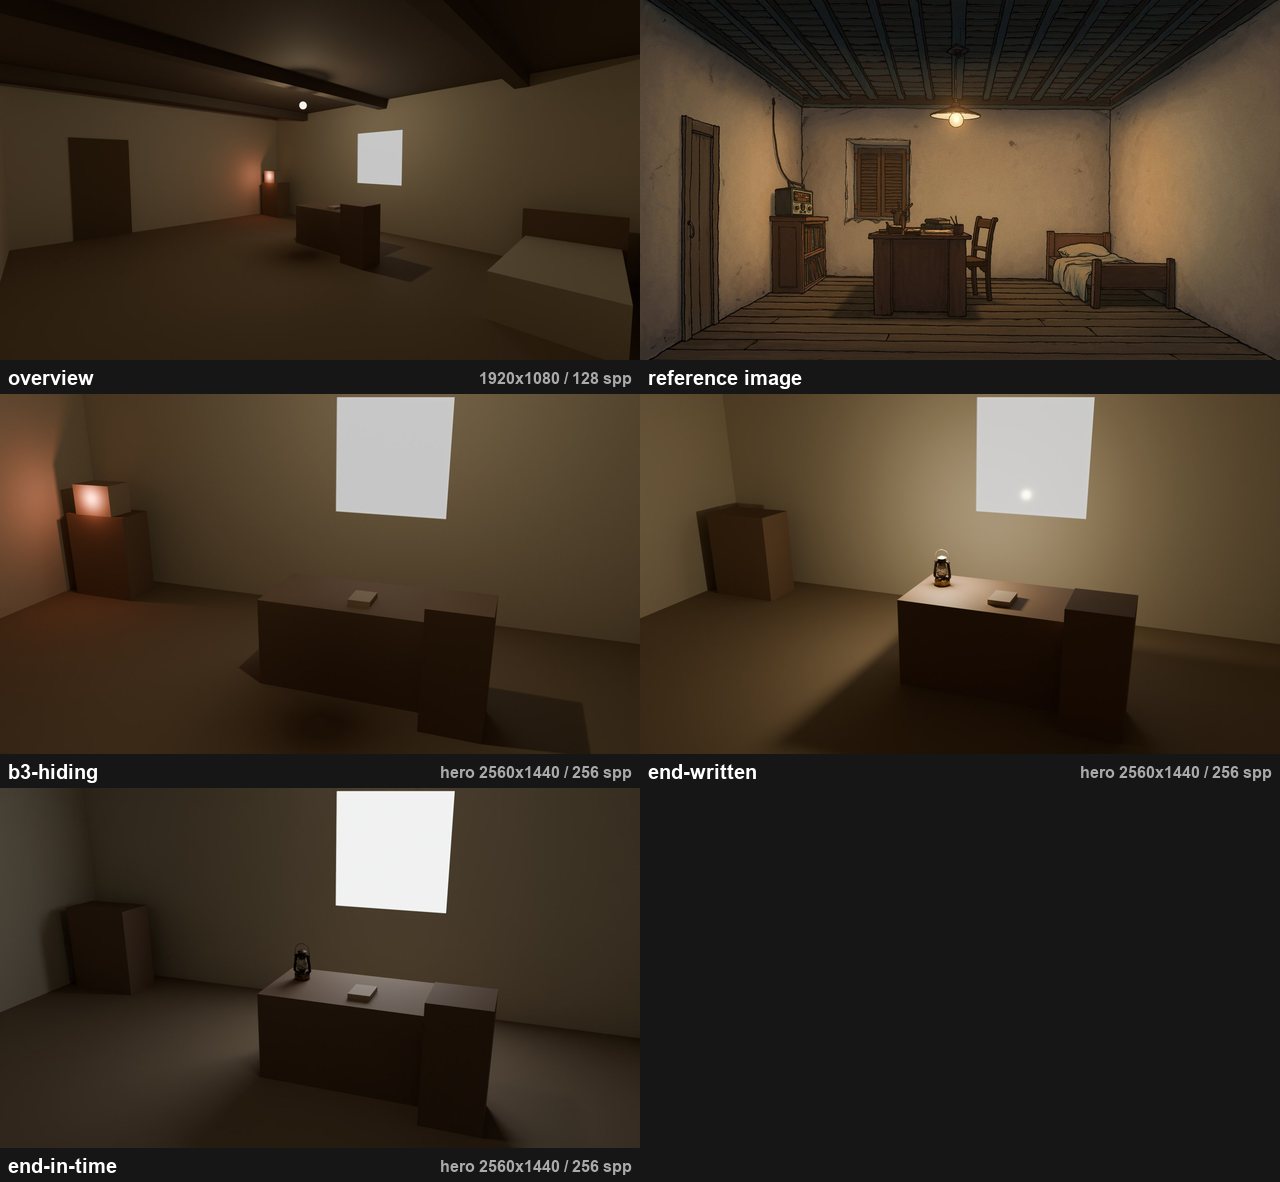 overview
1920x1080 / 128 spp
reference image
b3-hiding
hero 2560x1440 / 256 spp
end-written
hero 2560x1440 / 256 spp
end-in-time
hero 2560x1440 / 256 spp